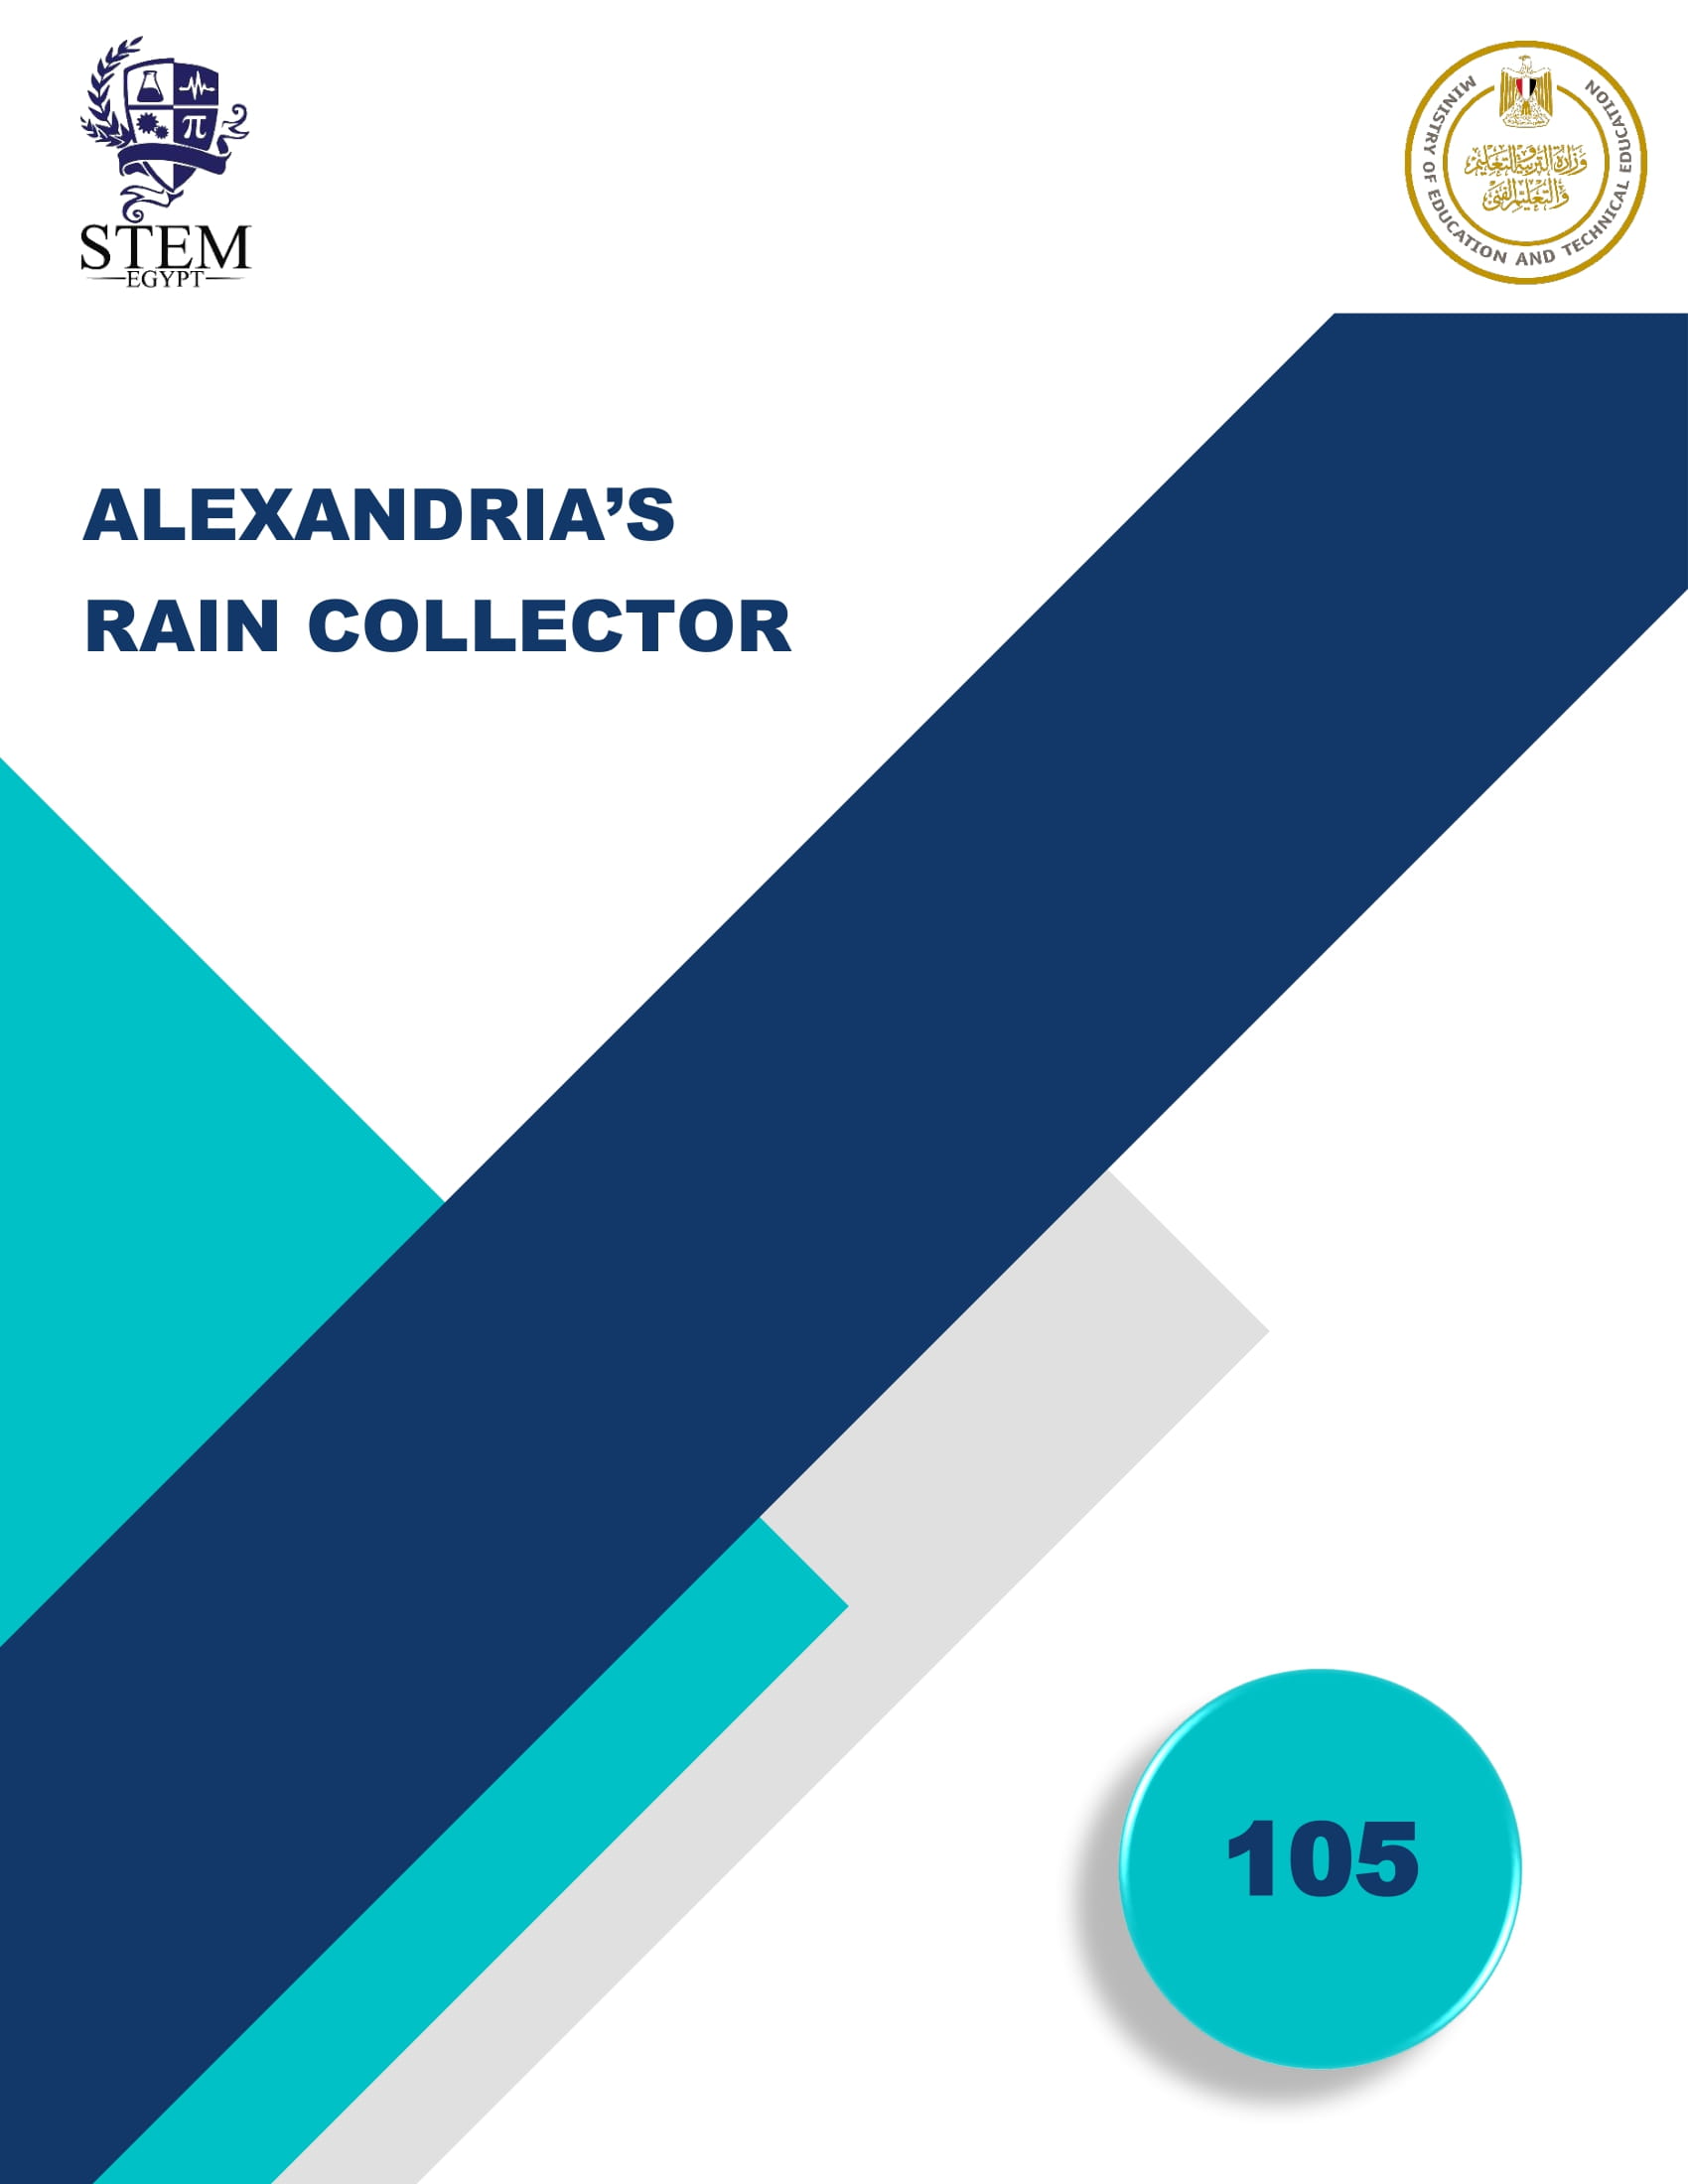 STEM
EGYPT
MINISTRY OF EDUCATION AND TECHNICAL EDUCATION
وزارة التربية والتعليم
والتعليم الفني
ALEXANDRIA’S
RAIN COLLECTOR
105
π